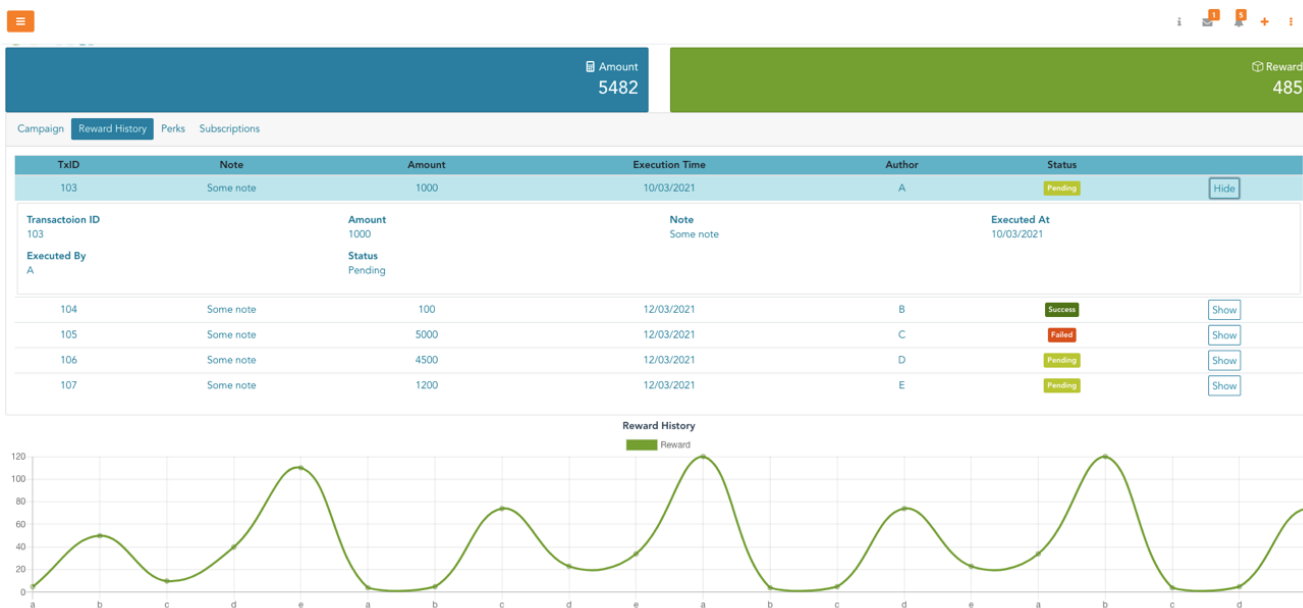 1 5
Amount Reward
5482 485
Campaign Reward History Perks Subscriptions
TxID Note Amount Execution Time Author Status
103 Some note 1000 10/03/2021 A Pending Hide
Transactoion ID Amount Note Executed At
103 1000 Some note 10/03/2021
Executed By Status
A Pending
104 Some note 100 12/03/2021 B Success Show
105 Some note 5000 12/03/2021 C Failed Show
106 Some note 4500 12/03/2021 D Pending Show
107 Some note 1200 12/03/2021 E Pending Show
Reward History
Reward
120
100
80
60
40
20
0
a b c d e a b c d e a b c d e a b c d